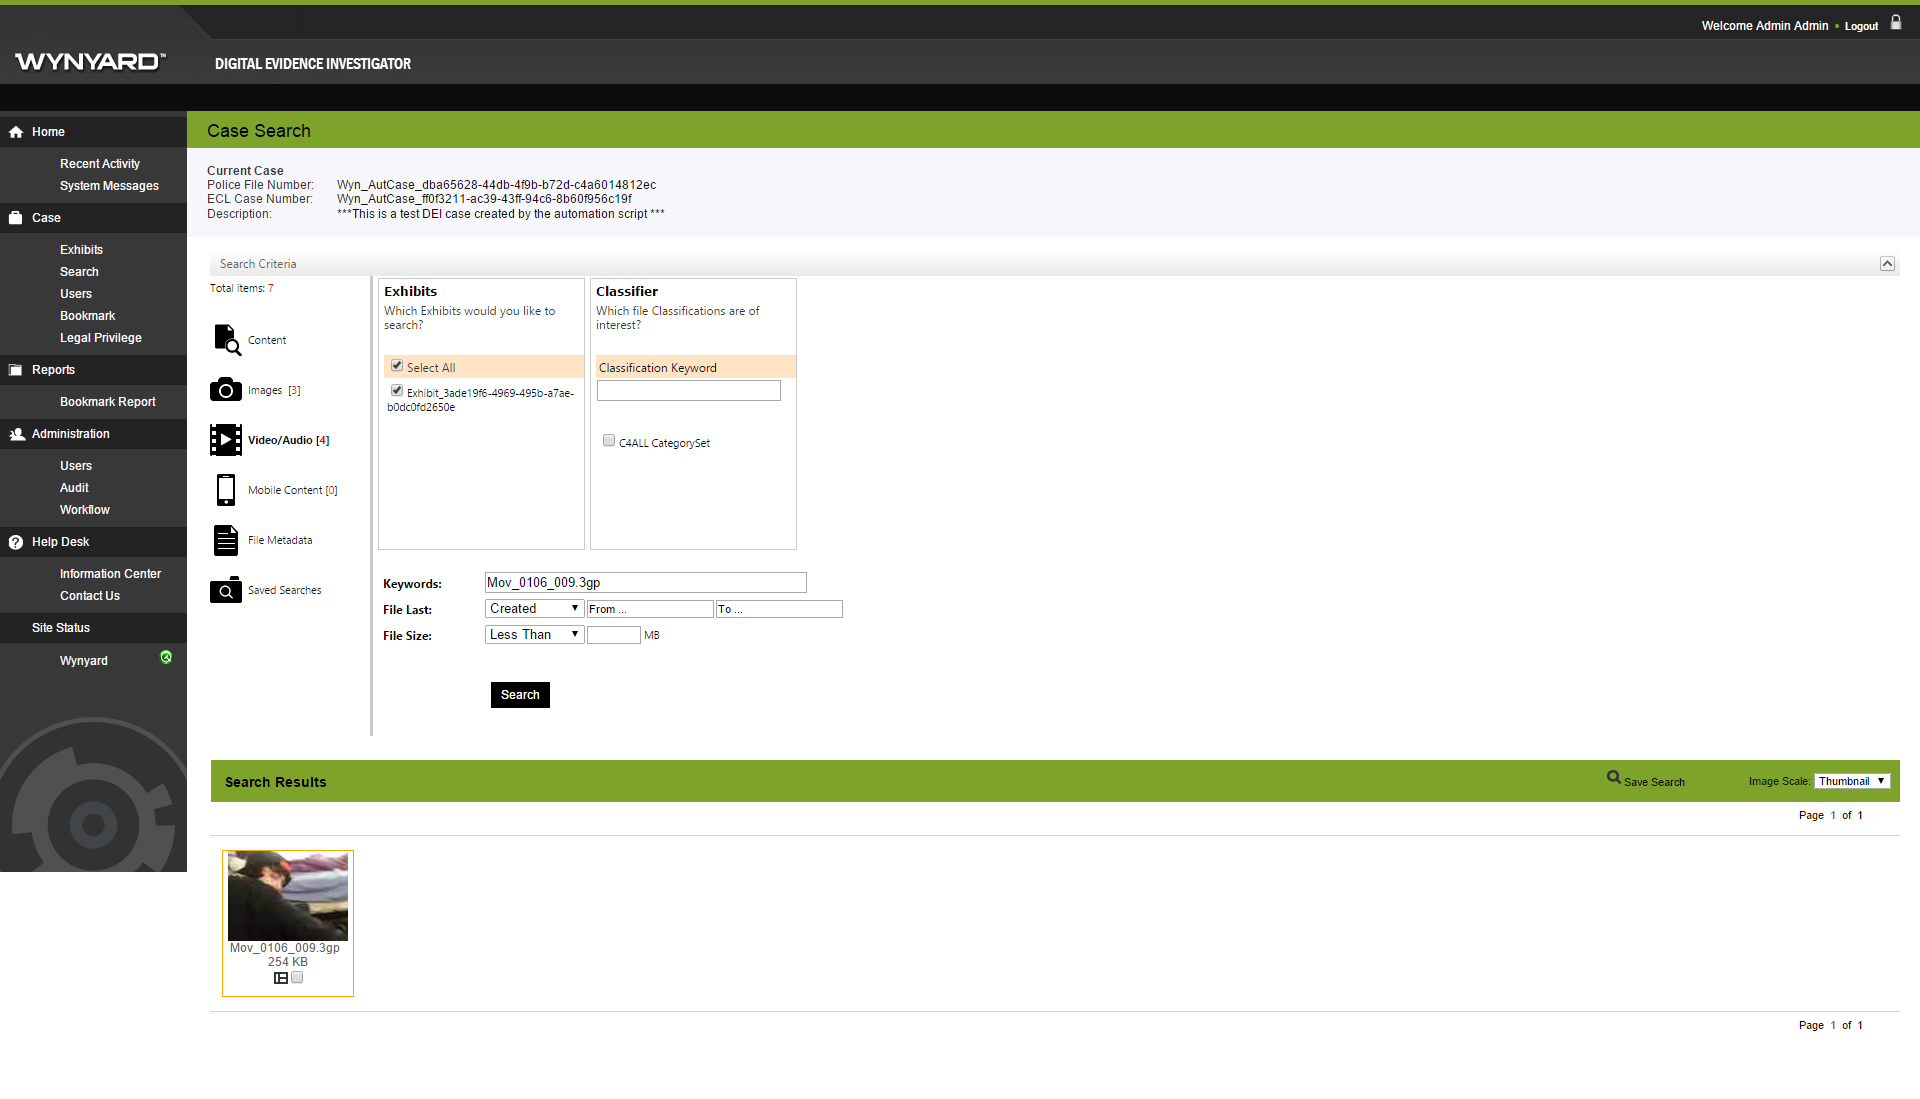 Welcome Admin Admin • Logout
WYNYARD™
DIGITAL EVIDENCE INVESTIGATOR
Home
Recent Activity
System Messages
Case
Exhibits
Search
Users
Bookmark
Legal Privilege
Reports
Bookmark Report
Administration
Users
Audit
Workflow
Help Desk
Information Center
Contact Us
Site Status
Wynyard
Case Search
Current Case
Police File Number: Wyn_AutCase_dba65628-44db-4f9b-b72d-c4a6014812ec
ECL Case Number: Wyn_AutCase_ff0f3211-ac39-43ff-94c6-8b60f956c19f
Description: ***This is a test DEI case created by the automation script ***
Search Criteria
Total items: 7
Content
Images [3]
Video/Audio [4]
Mobile Content [0]
File Metadata
Saved Searches
Exhibits
Which Exhibits would you like to
search?
Select All
Exhibit_3ade19f6-4969-495b-a7ae-
b0dc0fd2650e
Classifier
Which file Classifications are of
interest?
Classification Keyword
C4ALL CategorySet
Keywords: Mov_0106_009.3gp
File Last: Created From ... To ...
File Size: Less Than MB
Search
Search Results
Save Search
Image Scale: Thumbnail
Page 1 of 1
Mov_0106_009.3gp
254 KB
Page 1 of 1